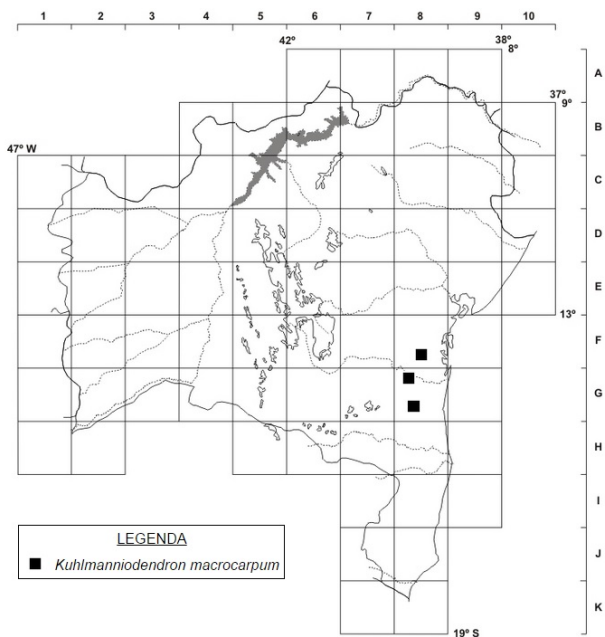 1 2 3 4 5 6 7 8 9 10
42º 38º
8º
A
37º
9º
B
47º W
C
D
E
13º
F
G
H
I
LEGENDA
Kuhlmanniodendron macrocarpum
J
K
19º S